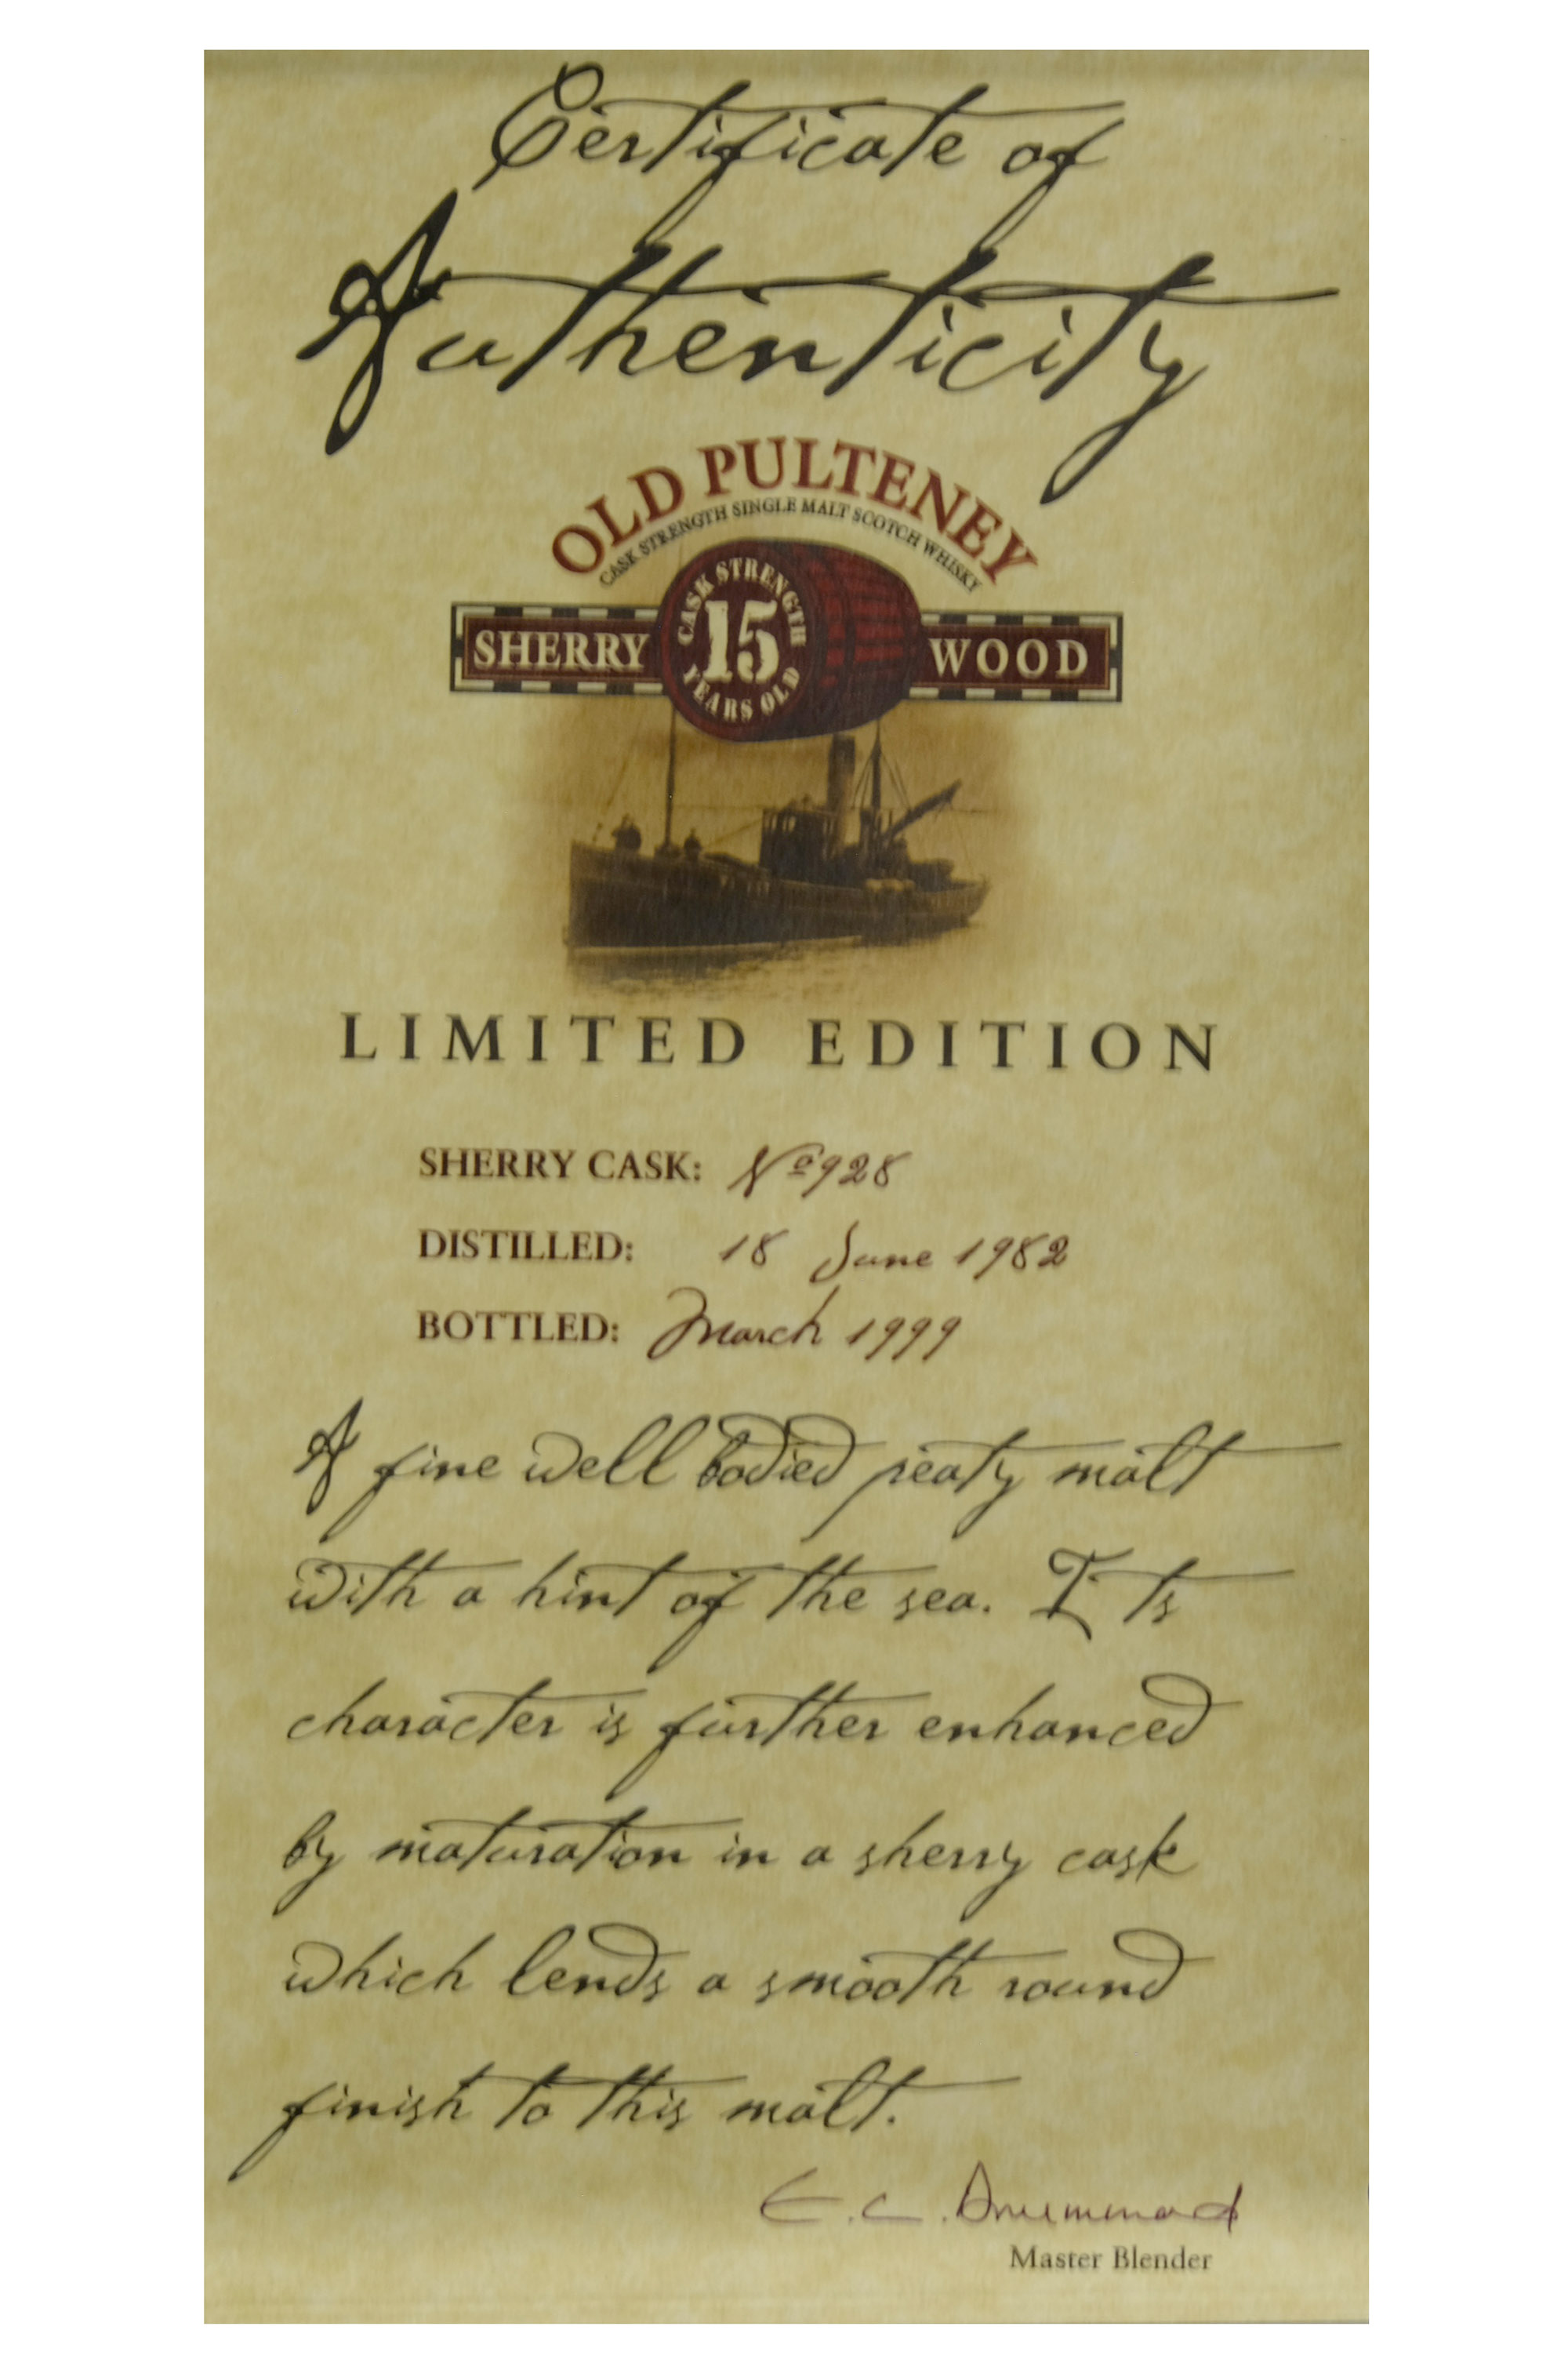 Certificate of
Authenticity
OLD PULTENEY
CASK STRENGTH SINGLE MALT SCOTCH WHISKY
CASK STRENGTH
SHERRY 15 WOOD
YEARS OLD
LIMITED EDITION
SHERRY CASK: Nº928
DISTILLED: 18 June 1982
BOTTLED: March 1999
A fine well bodied peaty malt
with a hint of the sea. Its
character is further enhanced
by maturation in a sherry cask
which lends a smooth round
finish to this malt.
E.C. Drummond
Master Blender